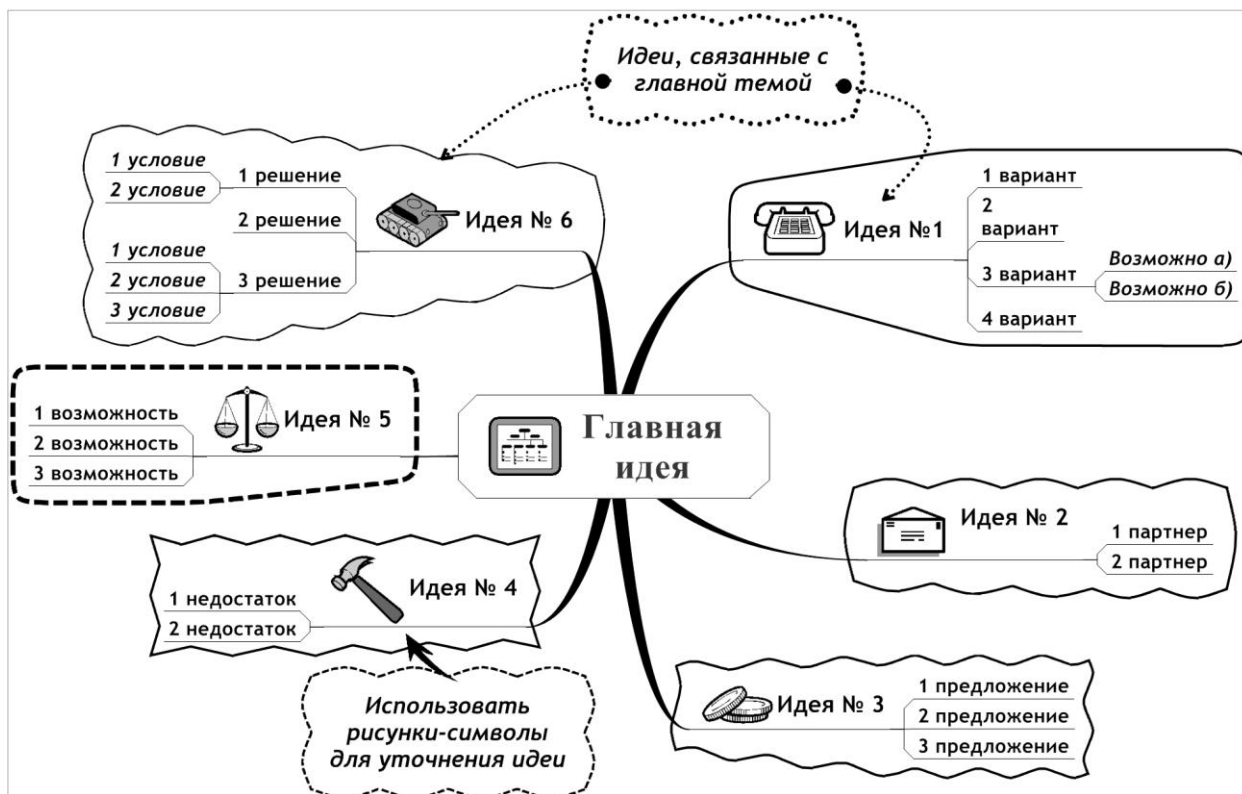 Идеи, связанные с
главной темой
1 условие
2 условие
1 решение
2 решение
1 условие
2 условие
3 условие
3 решение
Идея № 6
Идея №1
1 вариант
2
вариант
3 вариант
Возможно а)
Возможно б)
4 вариант
1 возможность
2 возможность
3 возможность
Идея № 5
Главная
идея
Идея № 2
1 партнер
2 партнер
Идея № 4
1 недостаток
2 недостаток
Идея № 3
1 предложение
2 предложение
3 предложение
Использовать
рисунки-символы
для уточнения идеи